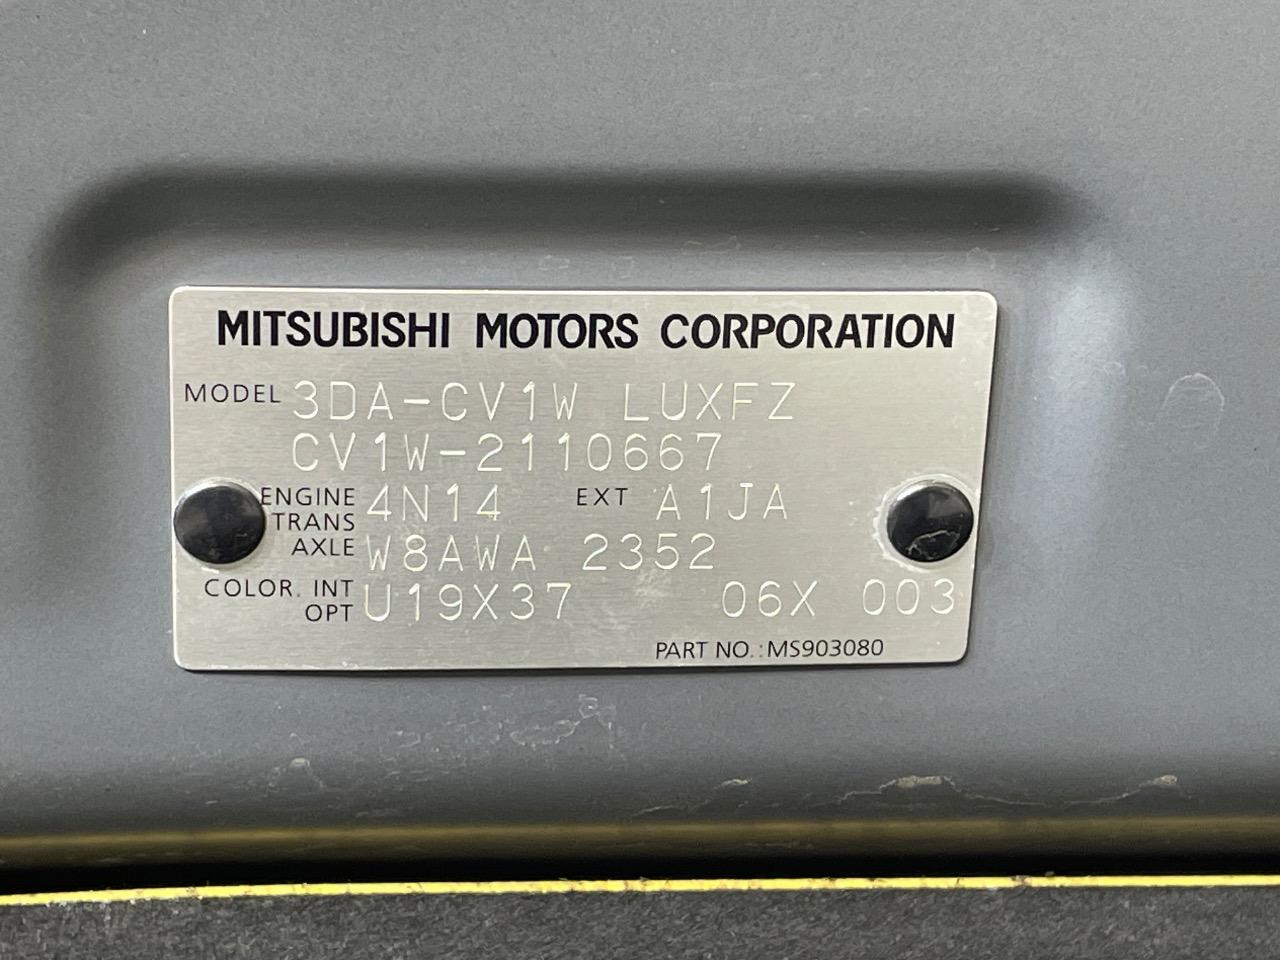 MITSUBISHI MOTORS CORPORATION
MODEL 3DA-CV1W LUXFZ
CV1W-2110667
ENGINE 4N14 EXT A1JA
TRANS
AXLE W8AWA 2352
COLOR. INT
OPT U19X37 06X 003
PART NO.:MS903080